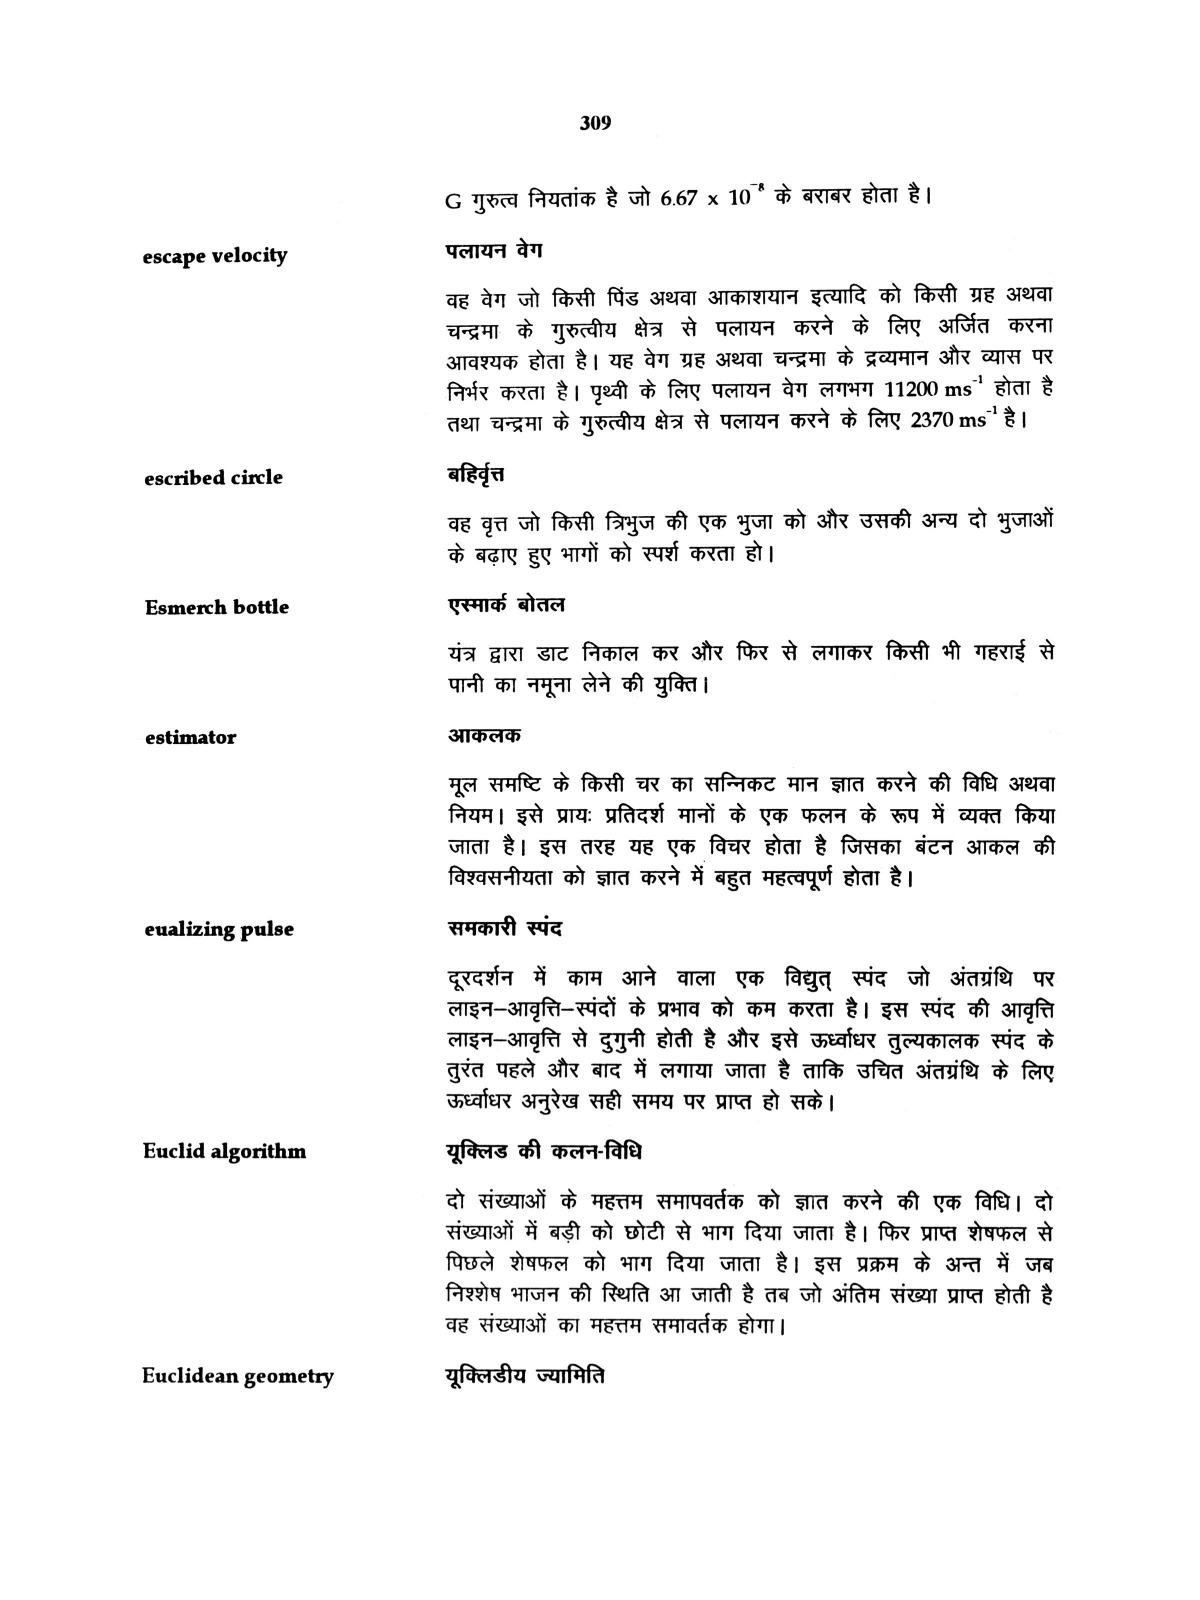 309
G गुरुत्व नियतांक है जो 6.67 x 10⁻⁸ के बराबर होता है।
escape velocity पलायन वेग
वह वेग जो किसी पिंड अथवा आकाशयान इत्यादि को किसी ग्रह अथवा
चन्द्रमा के गुरुत्वीय क्षेत्र से पलायन करने के लिए अर्जित करना
आवश्यक होता है। यह वेग ग्रह अथवा चन्द्रमा के द्रव्यमान और व्यास पर
निर्भर करता है। पृथ्वी के लिए पलायन वेग लगभग 11200 ms⁻¹ होता है
तथा चन्द्रमा के गुरुत्वीय क्षेत्र से पलायन करने के लिए 2370 ms⁻¹ है।
escribed circle बहिर्वृत्त
वह वृत्त जो किसी त्रिभुज की एक भुजा को और उसकी अन्य दो भुजाओं
के बढ़ाए हुए भागों को स्पर्श करता हो।
Esmerch bottle एस्मार्क बोतल
यंत्र द्वारा डाट निकाल कर और फिर से लगाकर किसी भी गहराई से
पानी का नमूना लेने की युक्ति।
estimator आकलक
मूल समष्टि के किसी चर का सन्निकट मान ज्ञात करने की विधि अथवा
नियम। इसे प्रायः प्रतिदर्श मानों के एक फलन के रूप में व्यक्त किया
जाता है। इस तरह यह एक विचर होता है जिसका बंटन आकल की
विश्वसनीयता को ज्ञात करने में बहुत महत्वपूर्ण होता है।
eualizing pulse समकारी स्पंद
दूरदर्शन में काम आने वाला एक विद्युत् स्पंद जो अंतग्रंथि पर
लाइन–आवृत्ति–स्पंदों के प्रभाव को कम करता है। इस स्पंद की आवृत्ति
लाइन–आवृत्ति से दुगुनी होती है और इसे ऊर्ध्वाधर तुल्यकालक स्पंद के
तुरंत पहले और बाद में लगाया जाता है ताकि उचित अंतग्रंथि के लिए
ऊर्ध्वाधर अनुरेख सही समय पर प्राप्त हो सके।
Euclid algorithm यूक्लिड की कलन-विधि
दो संख्याओं के महत्तम समापवर्तक को ज्ञात करने की एक विधि। दो
संख्याओं में बड़ी को छोटी से भाग दिया जाता है। फिर प्राप्त शेषफल से
पिछले शेषफल को भाग दिया जाता है। इस प्रक्रम के अन्त में जब
निश्शेष भाजन की स्थिति आ जाती है तब जो अंतिम संख्या प्राप्त होती है
वह संख्याओं का महत्तम समावर्तक होगा।
Euclidean geometry यूक्लिडीय ज्यामिति